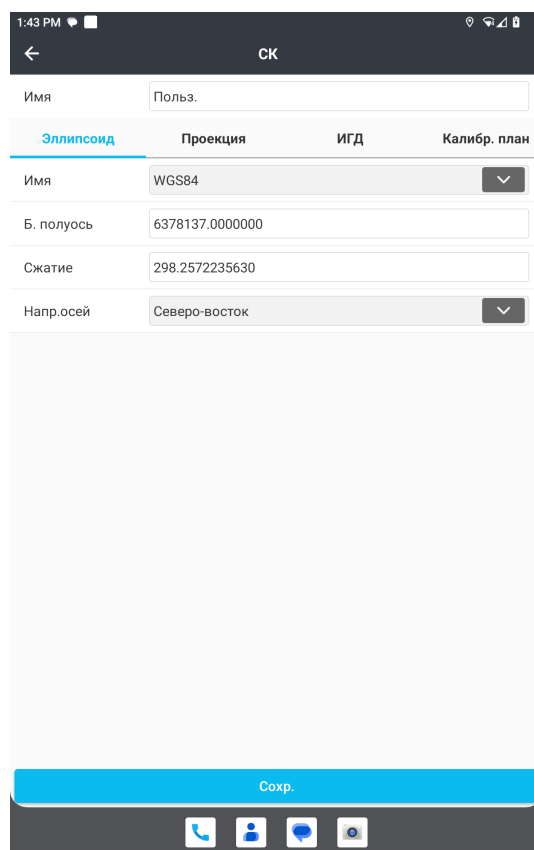 1:43 PM
СК
Имя Польз.
Эллипсоид Проекция ИГД Калибр. план
Имя WGS84
Б. полуось 6378137.0000000
Сжатие 298.2572235630
Напр.осей Северо-восток
Сохр.